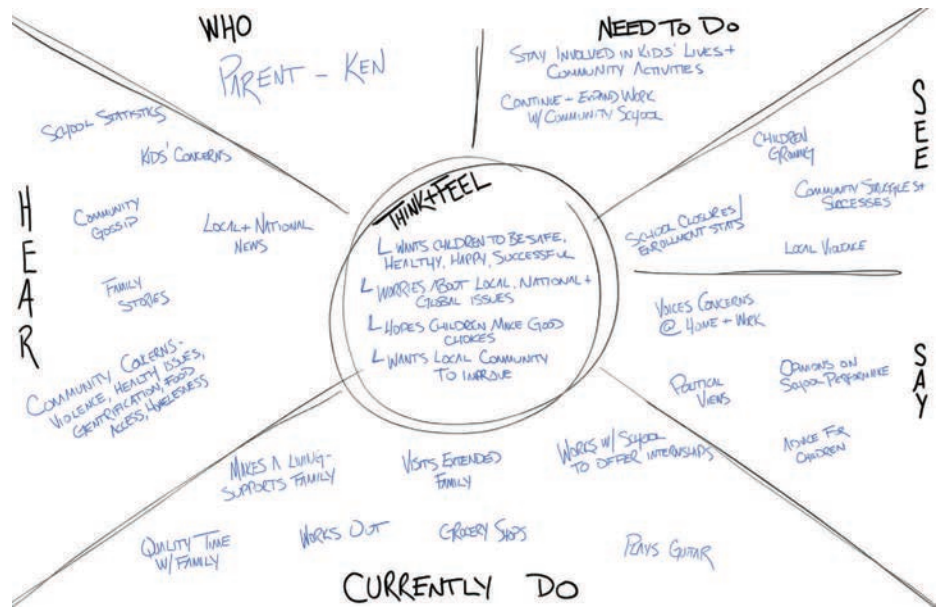 WHO
PARENT - KEN
NEED TO DO
STAY INVOLVED IN KIDS' LIVES +
COMMUNITY ACTIVITIES
CONTINUE + EXPAND WORK
W/ COMMUNITY SCHOOL
SEE
CHILDREN
GROWING
COMMUNITY STRUGGLES +
SUCCESSES
SCHOOL CLOSURES/
ENROLLMENT STATS
LOCAL VIOLENCE
SAY
VOICES CONCERNS
@ HOME + WORK
POLITICAL
VIEWS
OPINIONS ON
SCHOOL PERFORMANCE
ADVICE FOR
CHILDREN
HEAR
SCHOOL STATISTICS
KIDS' CONCERNS
COMMUNITY
GOSSIP
LOCAL + NATIONAL
NEWS
FAMILY
STORIES
COMMUNITY CONCERNS -
VIOLENCE, HEALTH ISSUES,
GENTRIFICATION, FOOD
ACCESS, HOMELESSNESS
THINK + FEEL
WANTS CHILDREN TO BE SAFE,
HEALTHY, HAPPY, SUCCESSFUL
WORRIES ABOUT LOCAL, NATIONAL +
GLOBAL ISSUES
HOPES CHILDREN MAKE GOOD
CHOICES
WANTS LOCAL COMMUNITY
TO IMPROVE
MAKES A LIVING -
SUPPORTS FAMILY
VISITS EXTENDED
FAMILY
WORKS W/ SCHOOL
TO OFFER INTERNSHIPS
QUALITY TIME
W/ FAMILY
WORKS OUT
GROCERY SHOPS
PLAYS GUITAR
CURRENTLY DO